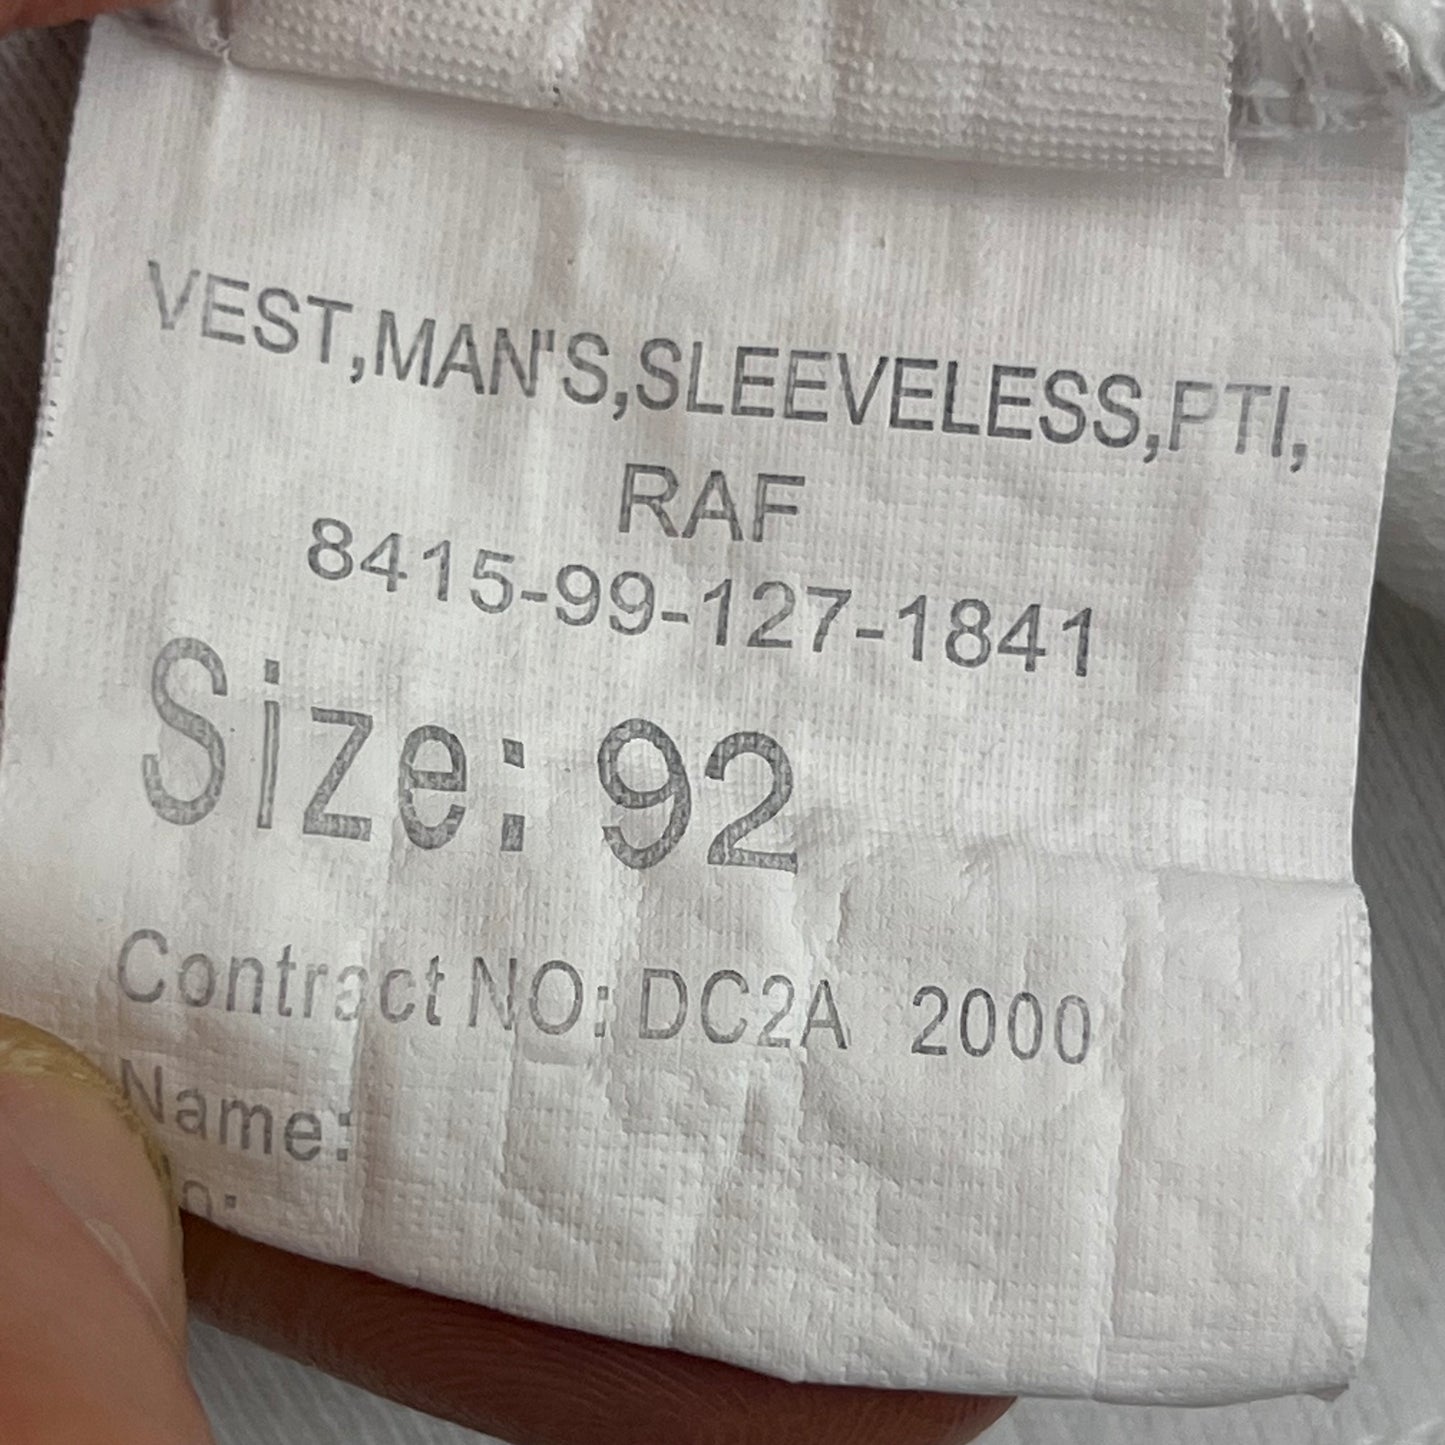 VEST,MAN'S,SLEEVELESS,PTI,
RAF
8415-99-127-1841
Size: 92
Contract NO: DC2A 2000
Name: